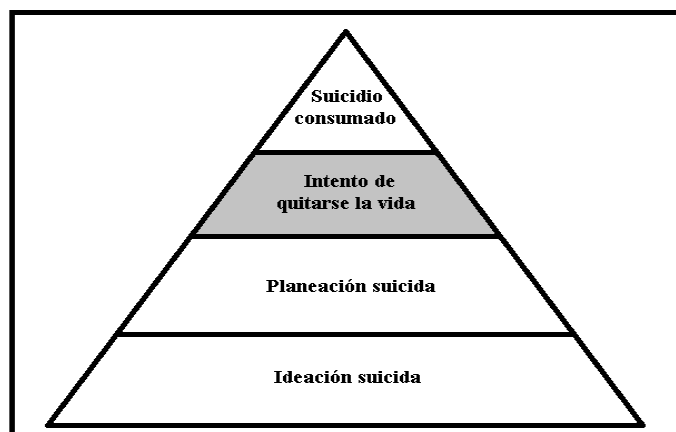 Suicidio
consumado
Intento de
quitarse la vida
Planeación suicida
Ideación suicida